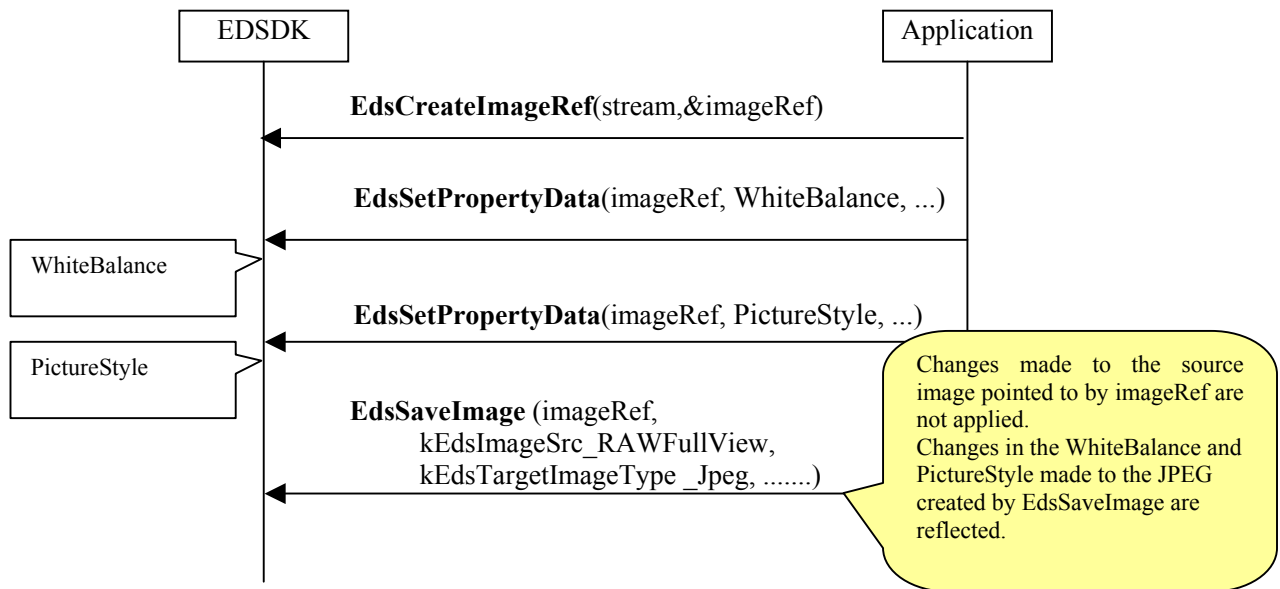 EDSDK
Application
EdsCreateImageRef(stream,&imageRef)
EdsSetPropertyData(imageRef, WhiteBalance, ...)
WhiteBalance
EdsSetPropertyData(imageRef, PictureStyle, ...)
PictureStyle
EdsSaveImage (imageRef,
kEdsImageSrc_RAWFullView,
kEdsTargetImageType _Jpeg, .......)
Changes made to the source
image pointed to by imageRef are
not applied.
Changes in the WhiteBalance and
PictureStyle made to the JPEG
created by EdsSaveImage are
reflected.